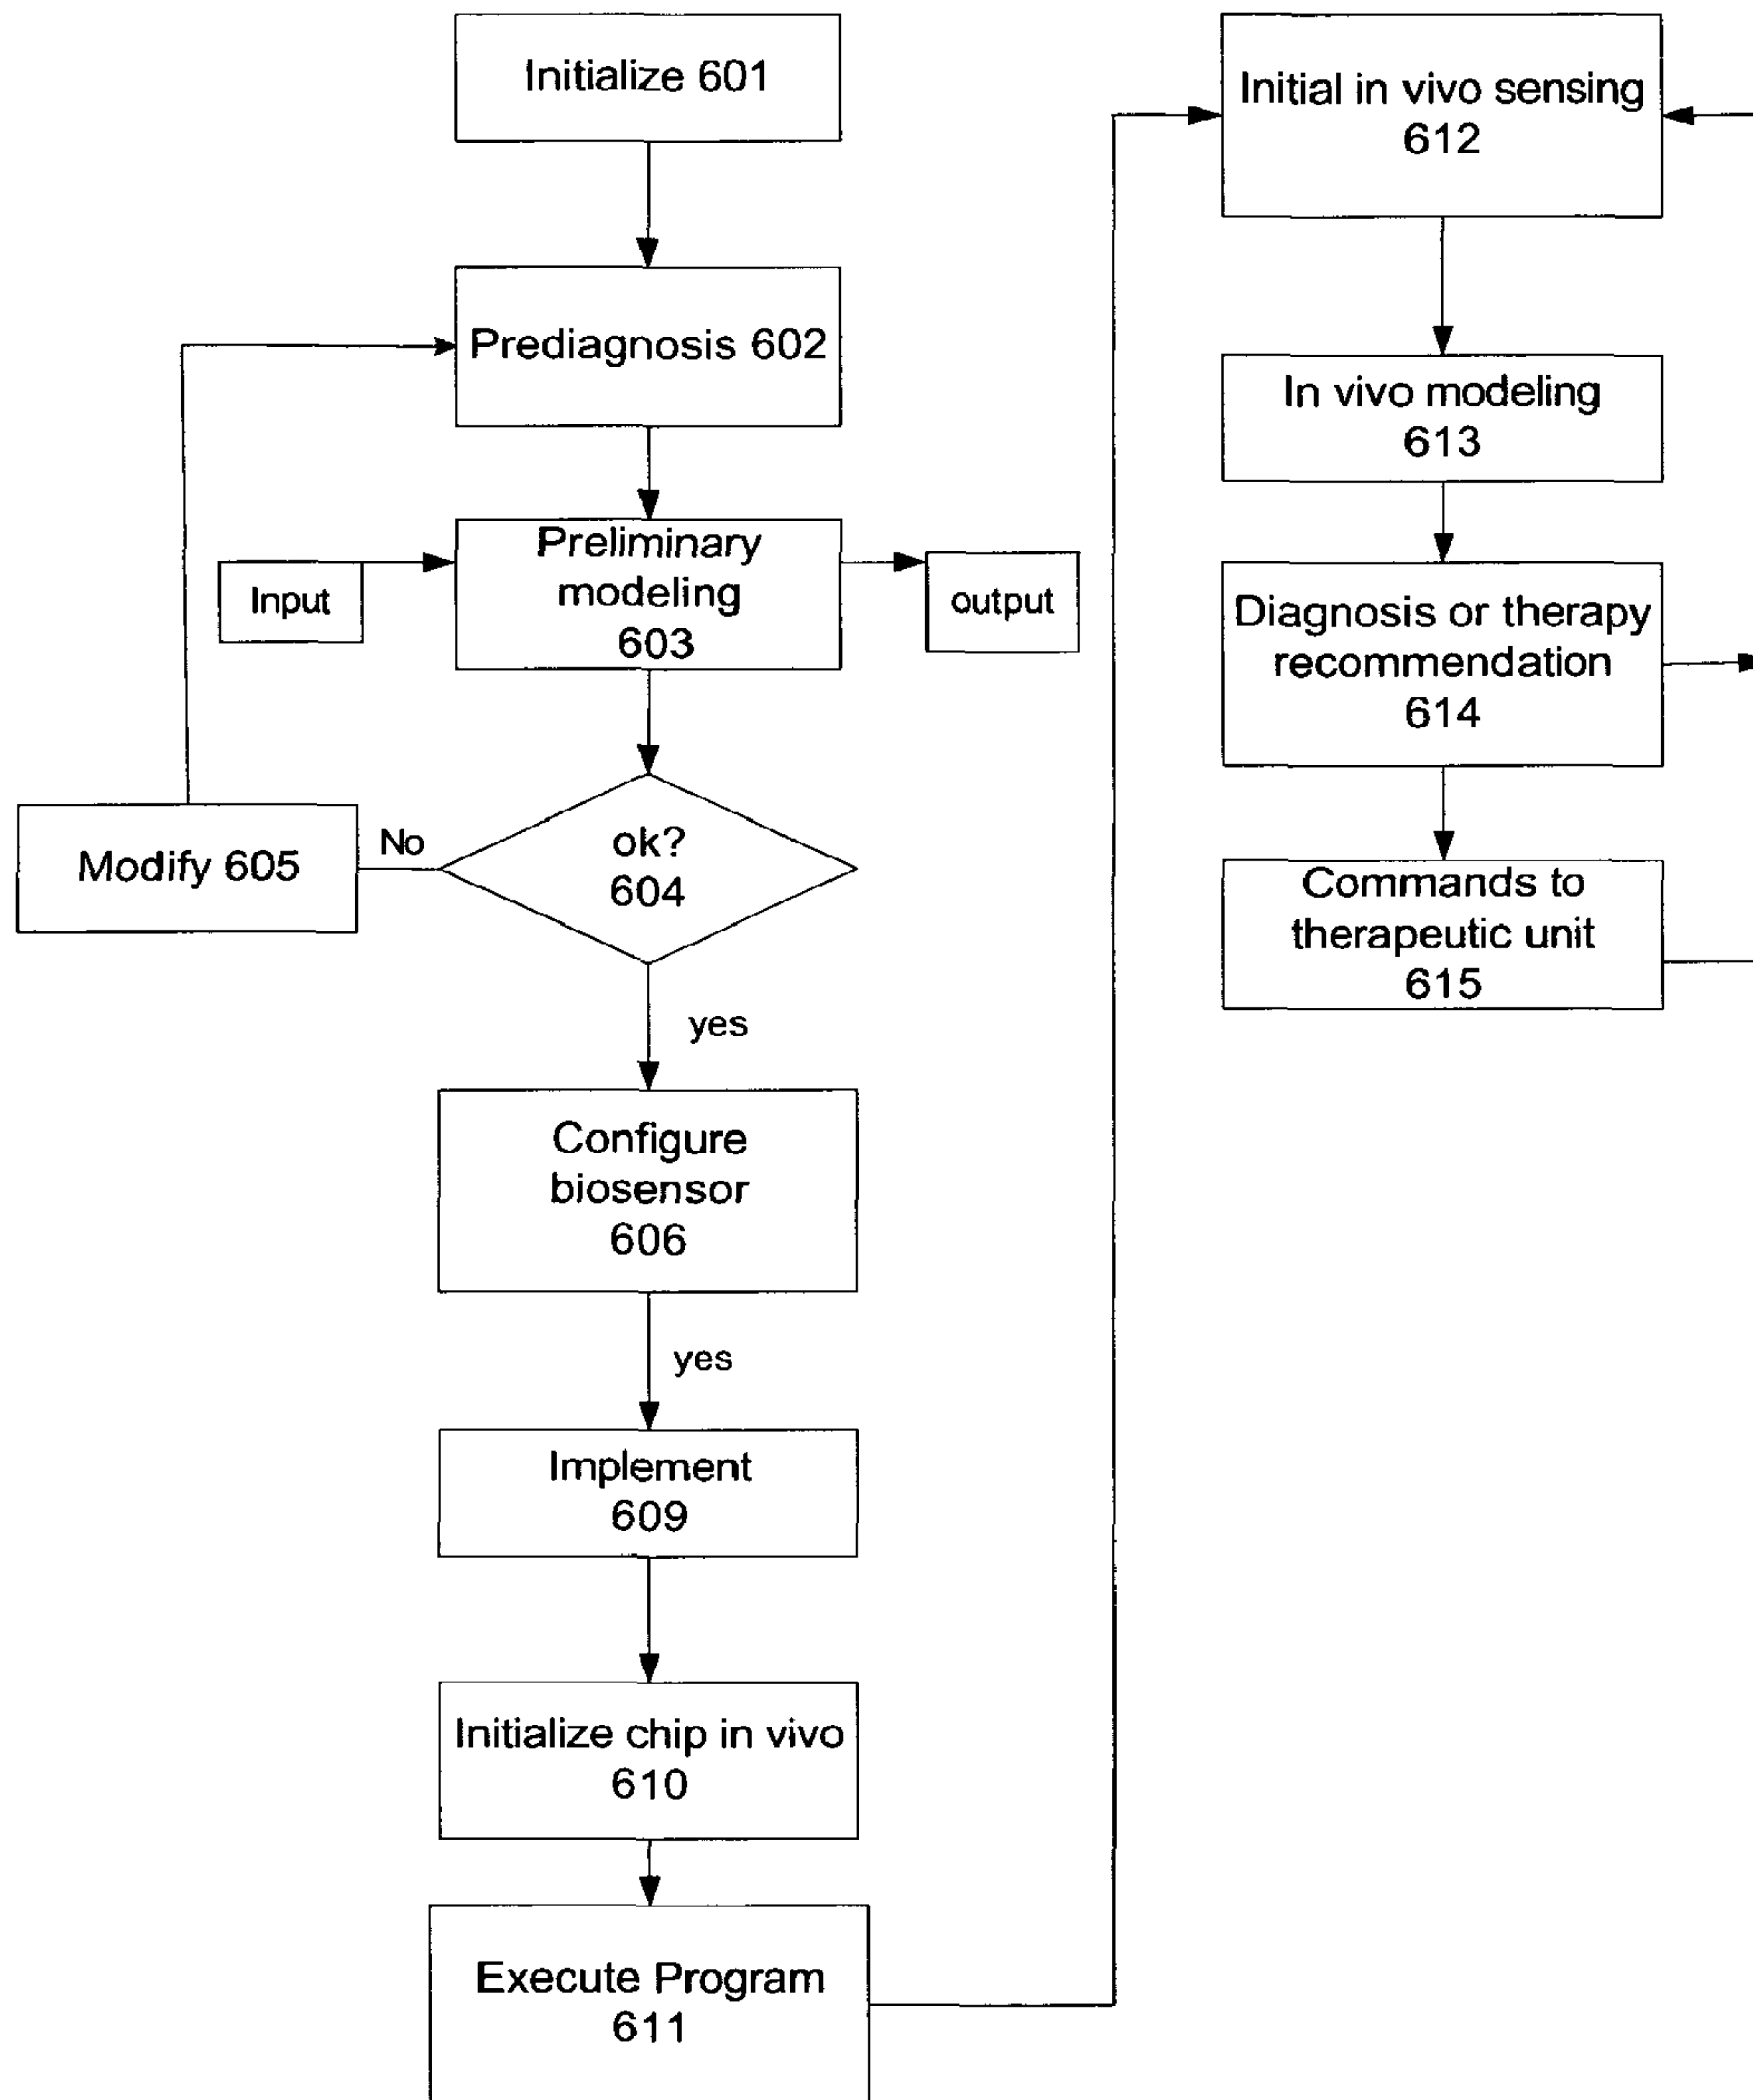 Initialize 601
Prediagnosis 602
Input
Preliminary
modeling
603
output
ok?
604
No
Modify 605
yes
Configure
biosensor
606
yes
Implement
609
Initialize chip in vivo
610
Execute Program
611
Initial in vivo sensing
612
In vivo modeling
613
Diagnosis or therapy
recommendation
614
Commands to
therapeutic unit
615